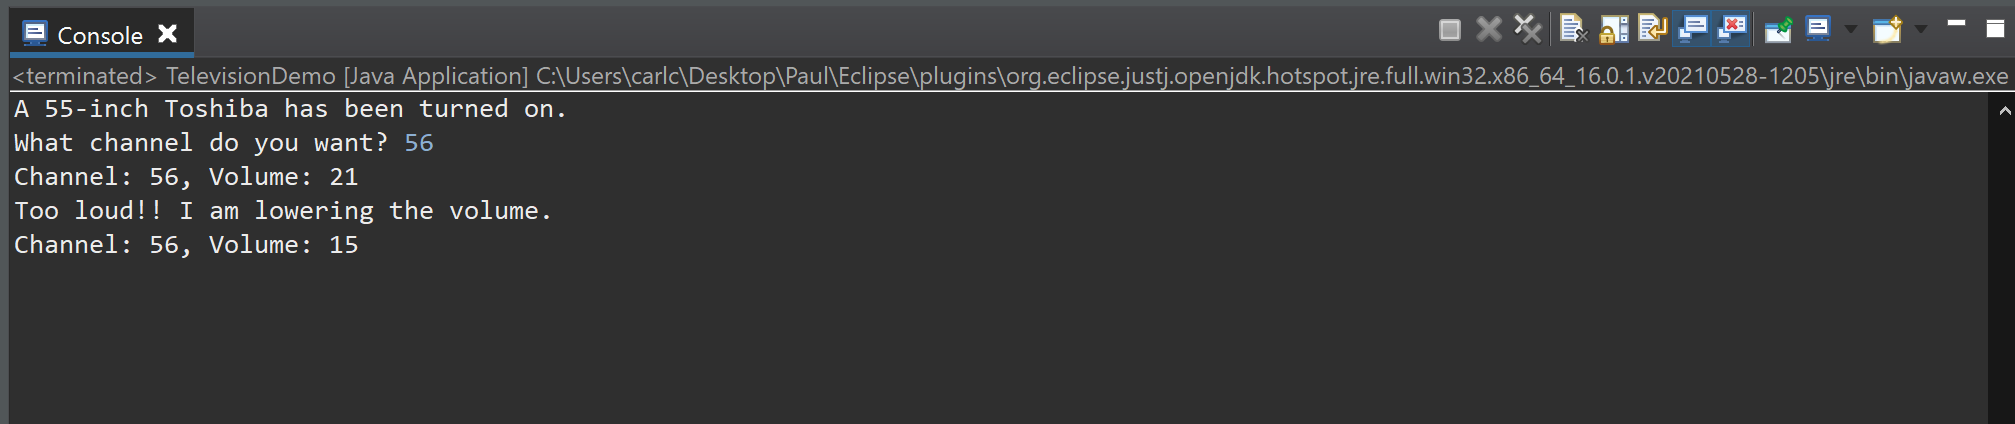 Console
<terminated> TelevisionDemo [Java Application] C:\Users\carlc\Desktop\Paul\Eclipse\plugins\org.eclipse.justj.openjdk.hotspot.jre.full.win32.x86_64_16.0.1.v20210528-1205\jre\bin\javaw.exe
A 55-inch Toshiba has been turned on.
What channel do you want? 56
Channel: 56, Volume: 21
Too loud!! I am lowering the volume.
Channel: 56, Volume: 15